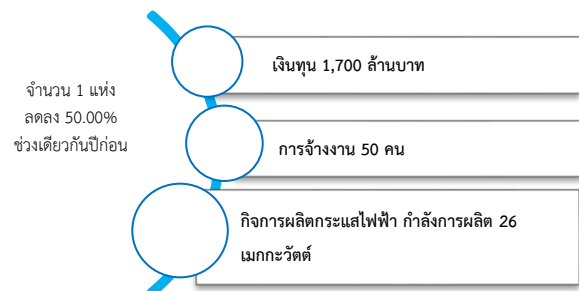 จำนวน 1 แห่ง
ลดลง 50.00%
ช่วงเดียวกันปีก่อน
เงินทุน 1,700 ล้านบาท
การจ้างงาน 50 คน
กิจการผลิตกระแสไฟฟ้า กำลังการผลิต 26
เมกกะวัตต์